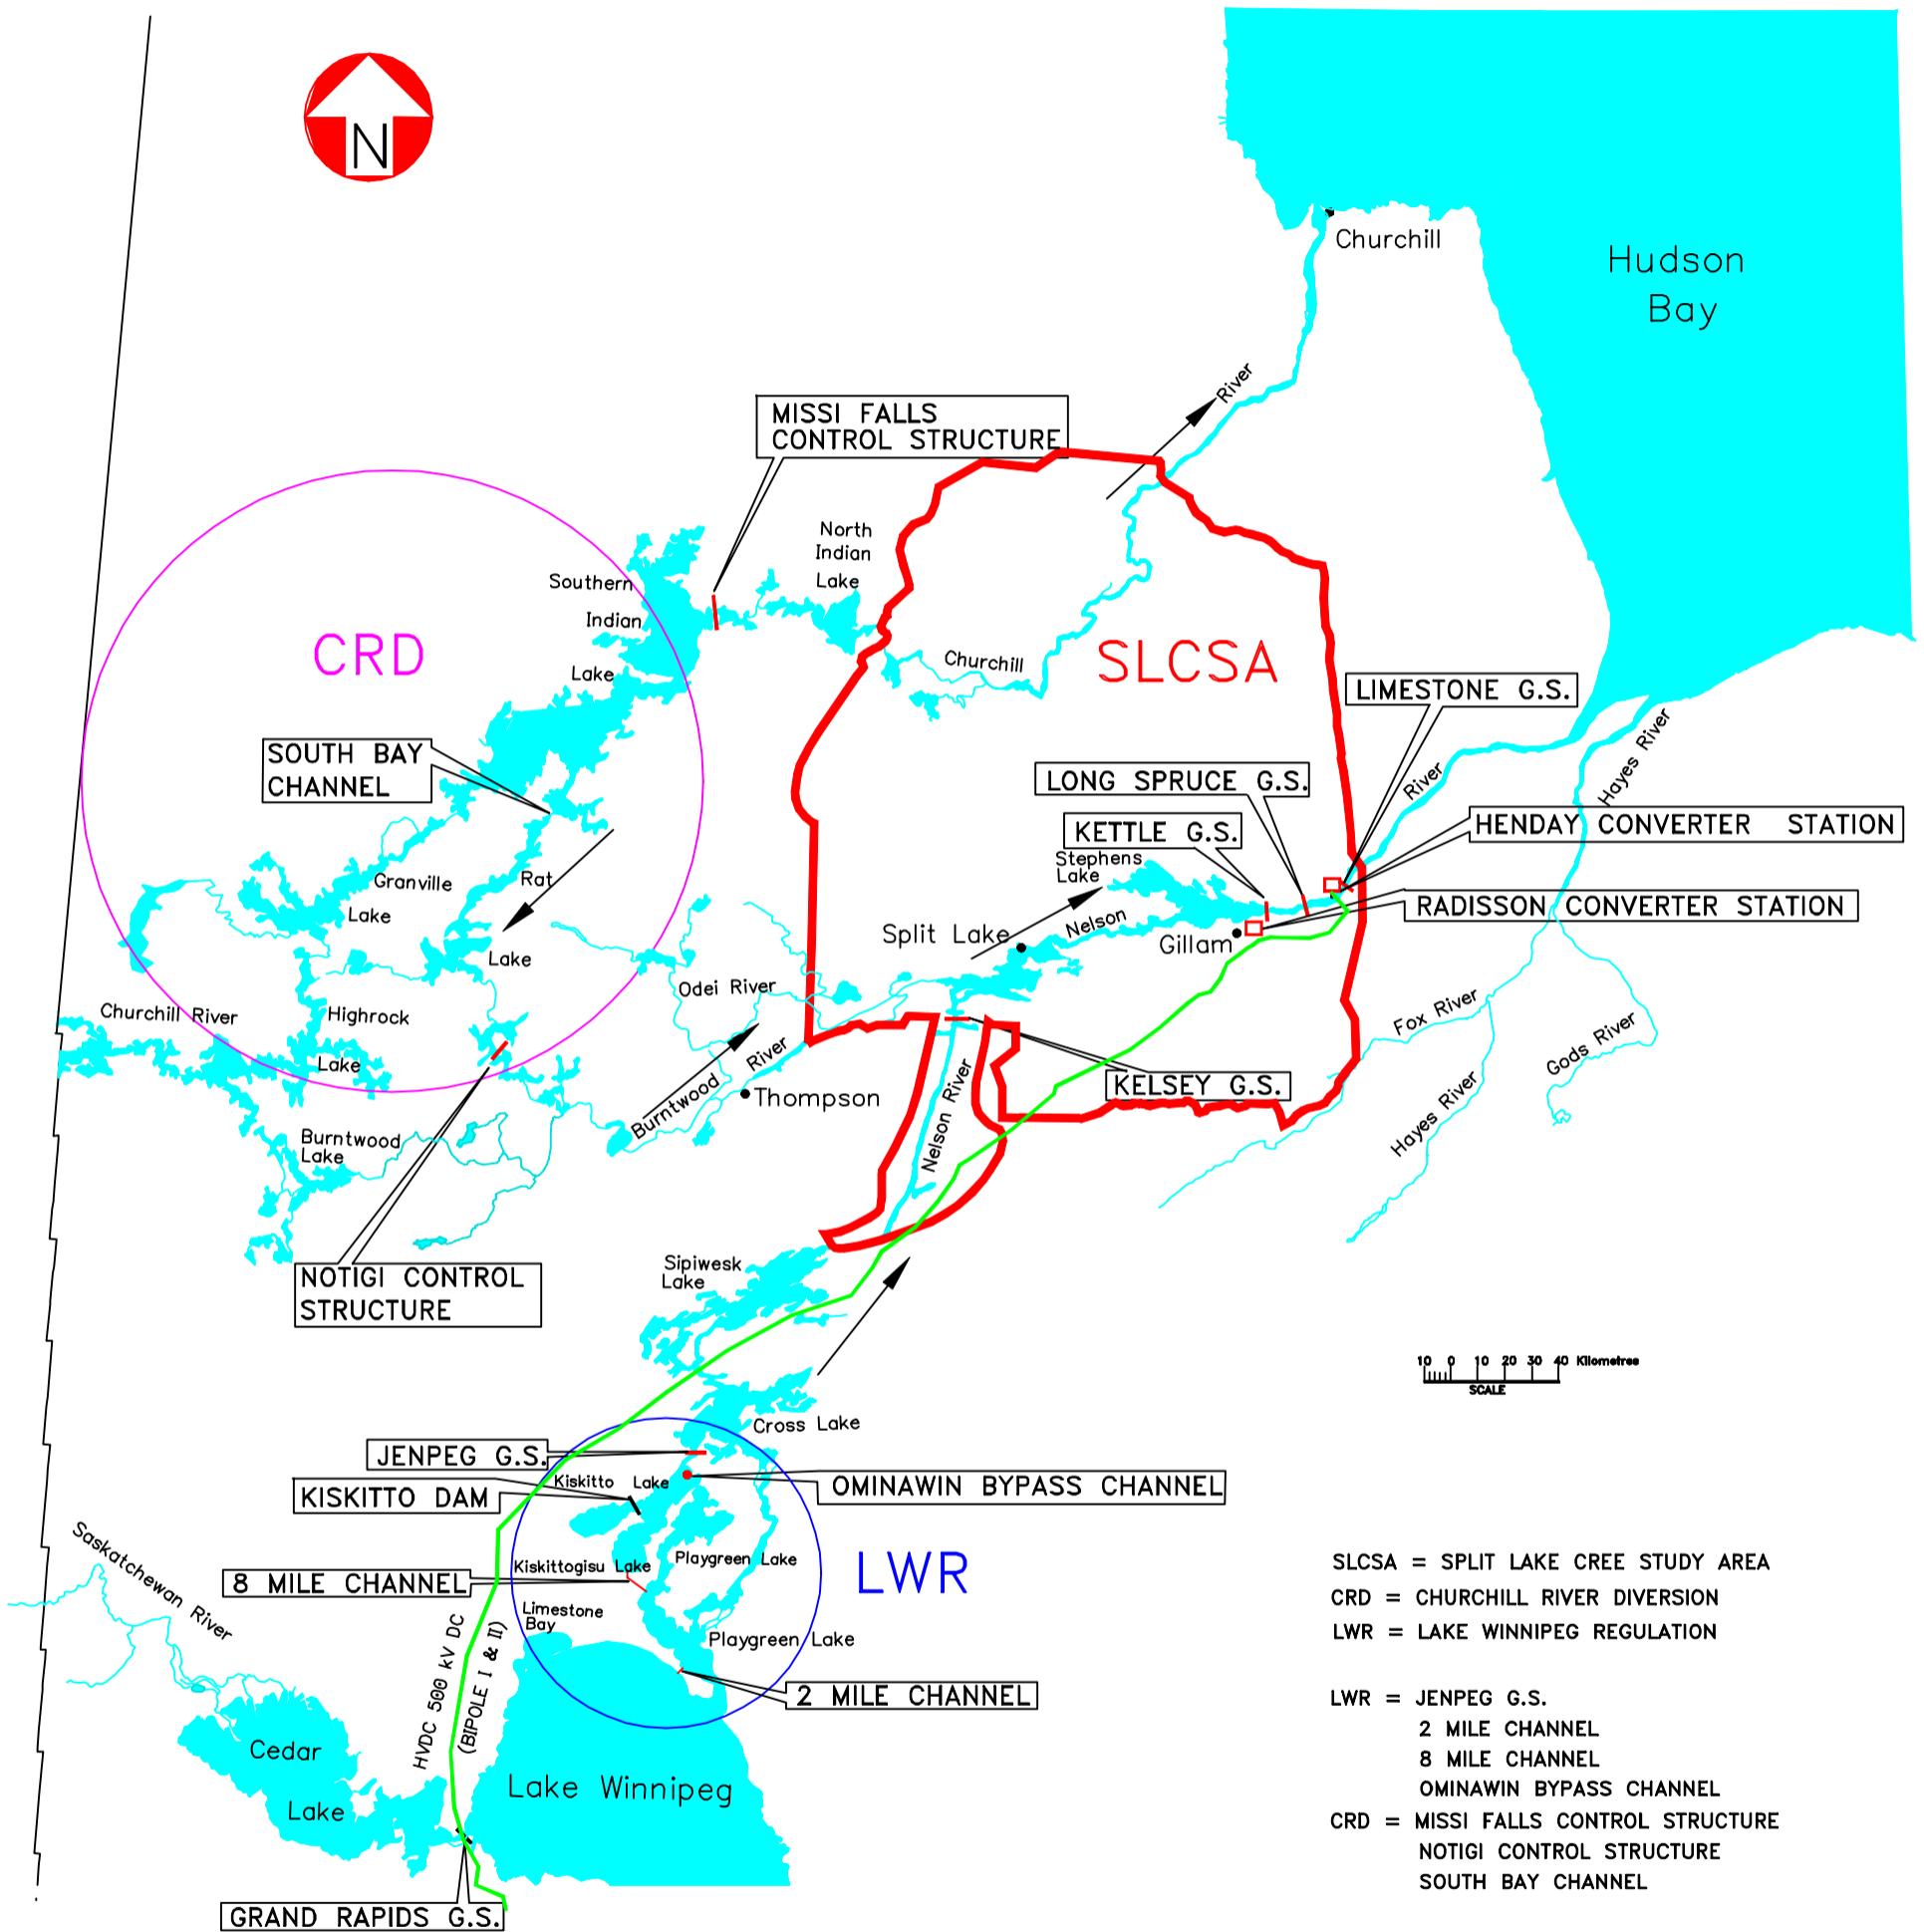 N
Churchill
Hudson
Bay
River
MISSI FALLS
CONTROL STRUCTURE
North
Indian
Lake
Southern
Indian
Lake
CRD
Churchill
SLCSA
LIMESTONE G.S.
Hayes River
SOUTH BAY
CHANNEL
LONG SPRUCE G.S.
River
KETTLE G.S.
HENDAY CONVERTER STATION
Stephens
Lake
Granville
Lake
Rat
Lake
RADISSON CONVERTER STATION
Nelson
Split Lake
Gillam
Odei River
Churchill River
Highrock
Lake
Fox River
Gods River
Burntwood River
Thompson
KELSEY G.S.
Nelson River
Hayes River
Burntwood
Lake
NOTIGI CONTROL
STRUCTURE
Sipiwesk
Lake
10 0 10 20 30 40 Kilometres
SCALE
Cross Lake
JENPEG G.S.
Kiskitto Lake
OMINAWIN BYPASS CHANNEL
KISKITTO DAM
Saskatchewan River
Playgreen Lake
Kiskittogisu Lake
8 MILE CHANNEL
LWR
Limestone
Bay
Playgreen Lake
HVDC 500 kV DC
(BIPOLE I & II)
2 MILE CHANNEL
Cedar
Lake
Lake Winnipeg
GRAND RAPIDS G.S.
SLCSA = SPLIT LAKE CREE STUDY AREA
CRD = CHURCHILL RIVER DIVERSION
LWR = LAKE WINNIPEG REGULATION
LWR = JENPEG G.S.
2 MILE CHANNEL
8 MILE CHANNEL
OMINAWIN BYPASS CHANNEL
CRD = MISSI FALLS CONTROL STRUCTURE
NOTIGI CONTROL STRUCTURE
SOUTH BAY CHANNEL